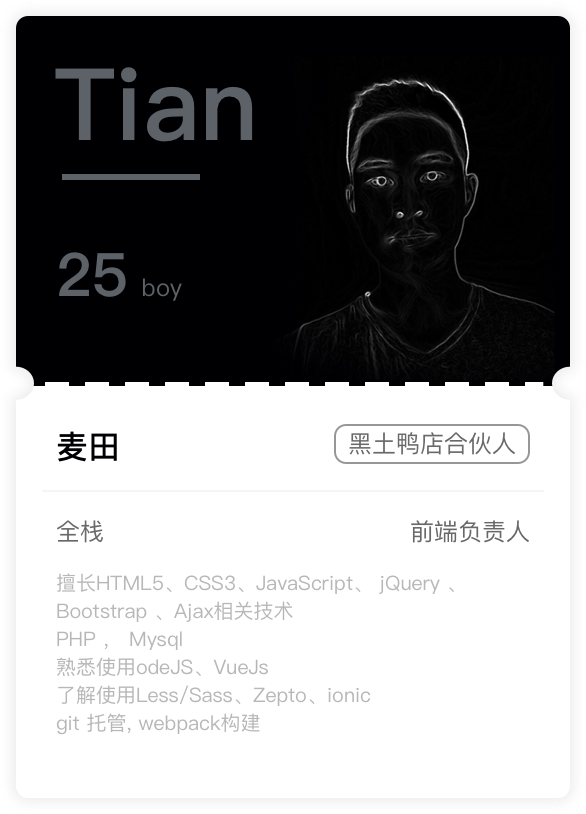 Tian
25 boy
麦田
黑土鸭店合伙人
全栈
前端负责人
擅长HTML5、CSS3、JavaScript、 jQuery 、
Bootstrap 、Ajax相关技术
PHP ， Mysql
熟悉使用odeJS、VueJs
了解使用Less/Sass、Zepto、ionic
git 托管, webpack构建